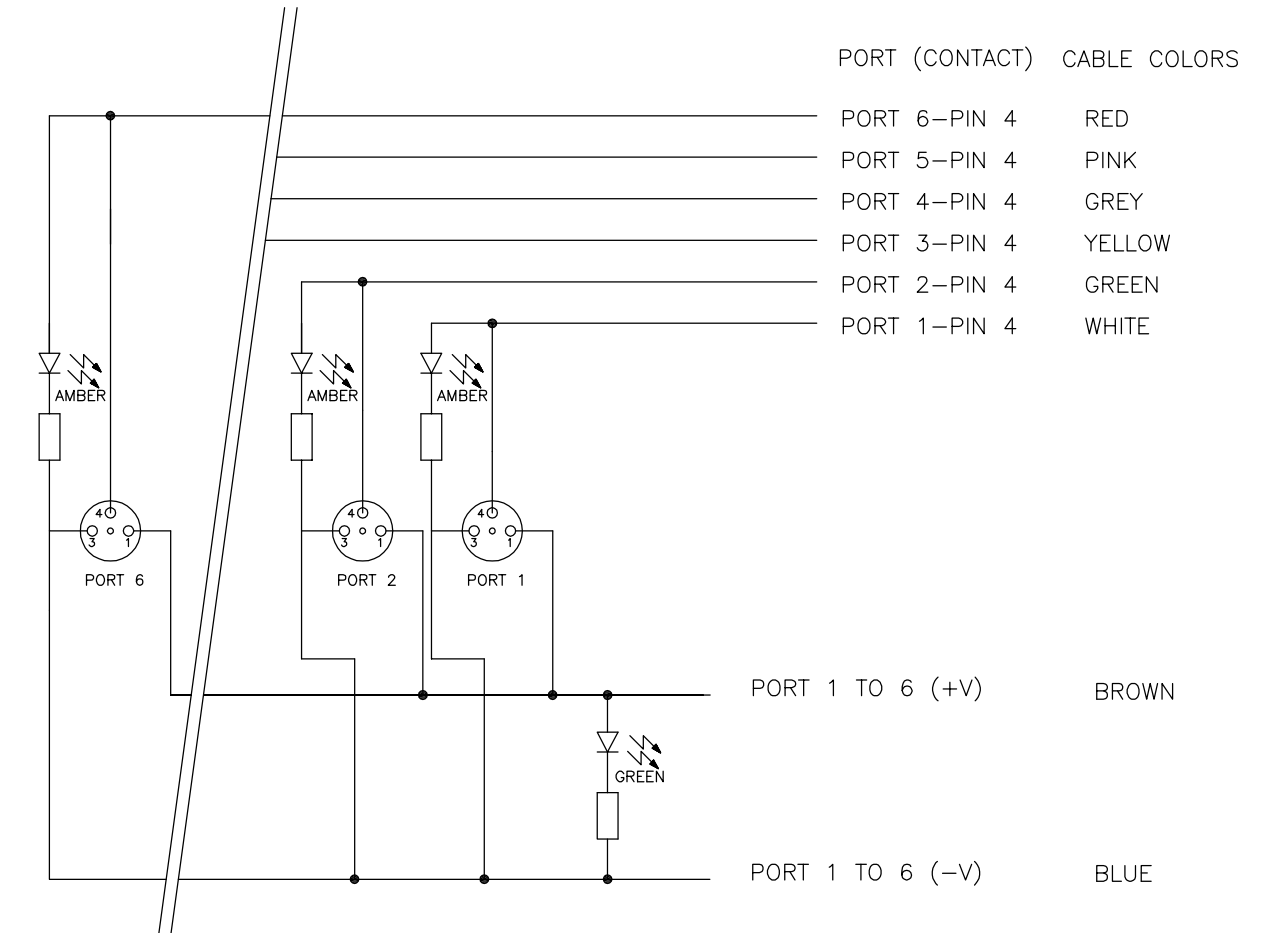 PORT (CONTACT) CABLE COLORS
PORT 6-PIN 4 RED
PORT 5-PIN 4 PINK
PORT 4-PIN 4 GREY
PORT 3-PIN 4 YELLOW
PORT 2-PIN 4 GREEN
PORT 1-PIN 4 WHITE
AMBER AMBER AMBER
4 4 4
3 1 3 1 3 1
PORT 6 PORT 2 PORT 1
PORT 1 TO 6 (+V) BROWN
GREEN
PORT 1 TO 6 (-V) BLUE